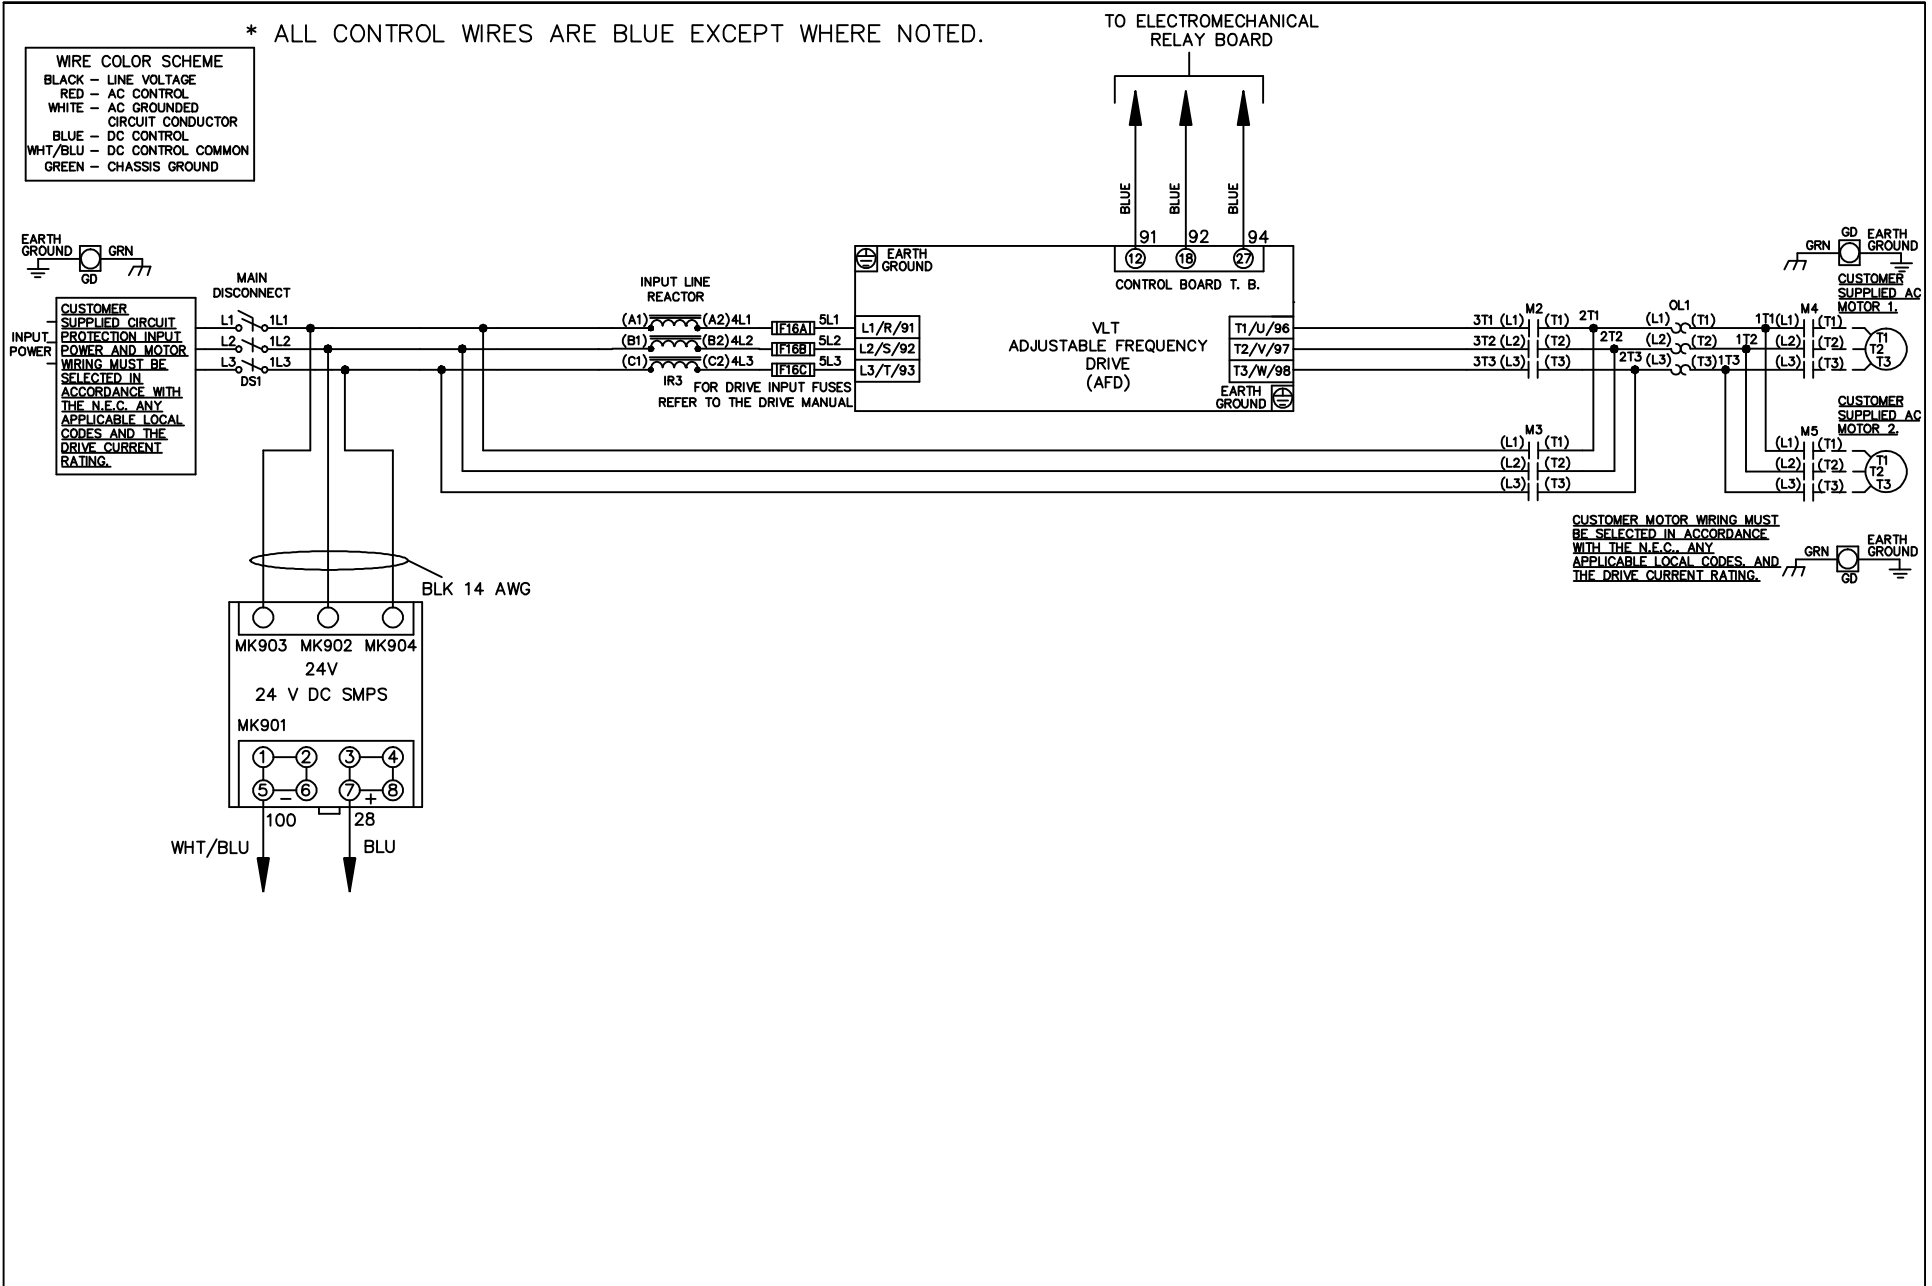 * ALL CONTROL WIRES ARE BLUE EXCEPT WHERE NOTED.
WIRE COLOR SCHEME
BLACK – LINE VOLTAGE
RED – AC CONTROL
WHITE – AC GROUNDED
CIRCUIT CONDUCTOR
BLUE – DC CONTROL
WHT/BLU – DC CONTROL COMMON
GREEN – CHASSIS GROUND
TO ELECTROMECHANICAL
RELAY BOARD
BLUE
BLUE
BLUE
91 92 94
12 18 27
CONTROL BOARD T. B.
EARTH
GROUND
GRN
GD
INPUT
POWER
CUSTOMER
SUPPLIED CIRCUIT
PROTECTION INPUT
POWER AND MOTOR
WIRING MUST BE
SELECTED IN
ACCORDANCE WITH
THE N.E.C. ANY
APPLICABLE LOCAL
CODES AND THE
DRIVE CURRENT
RATING.
MAIN
DISCONNECT
L1 1L1
L2 1L2
L3 1L3
DS1
INPUT LINE
REACTOR
(A1) (A2) 4L1 F16A 5L1
(B1) (B2) 4L2 F16B 5L2
(C1) (C2) 4L3 F16C 5L3
IR3
FOR DRIVE INPUT FUSES
REFER TO THE DRIVE MANUAL
EARTH
GROUND
L1/R/91
L2/S/92
L3/T/93
VLT
ADJUSTABLE FREQUENCY
DRIVE
(AFD)
T1/U/96
T2/V/97
T3/W/98
EARTH
GROUND
M2
3T1 (L1) (T1) 2T1
3T2 (L2) (T2) 2T2
3T3 (L3) (T3) 2T3
OL1
(L1) (T1) 1T1
(L2) (T2) 1T2
(L3) (T3) 1T3
M4
(L1) (T1)
(L2) (T2)
(L3) (T3)
T1
T2
T3
GRN
GD
EARTH
GROUND
CUSTOMER
SUPPLIED AC
MOTOR 1.
M3
(L1) (T1)
(L2) (T2)
(L3) (T3)
CUSTOMER
SUPPLIED AC
MOTOR 2.
M5
(L1) (T1)
(L2) (T2)
(L3) (T3)
T1
T2
T3
CUSTOMER MOTOR WIRING MUST
BE SELECTED IN ACCORDANCE
WITH THE N.E.C., ANY
APPLICABLE LOCAL CODES, AND
THE DRIVE CURRENT RATING.
GRN
GD
EARTH
GROUND
BLK 14 AWG
MK903 MK902 MK904
24V
24 V DC SMPS
MK901
1 2 3 4
5 6 7 8
– +
100 28
WHT/BLU BLU